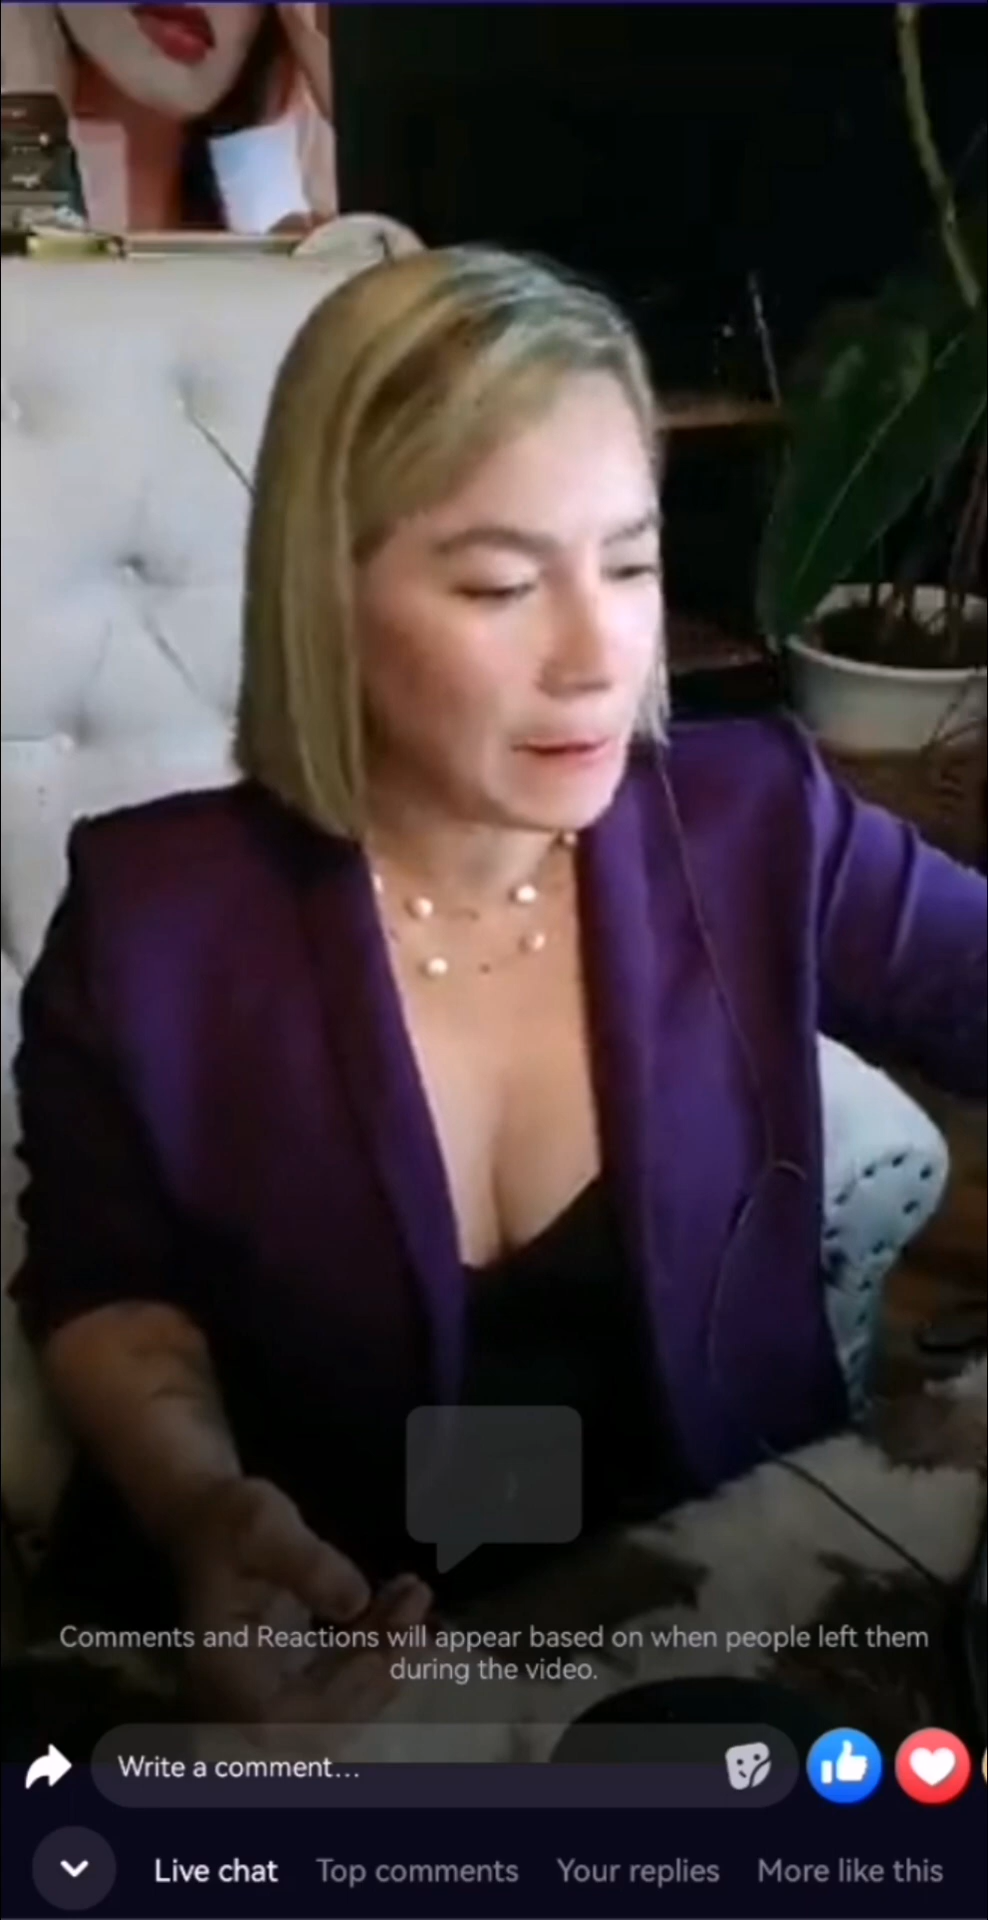 Comments and Reactions will appear based on when people left them
during the video.
Write a comment...
Live chat Top comments Your replies More like this